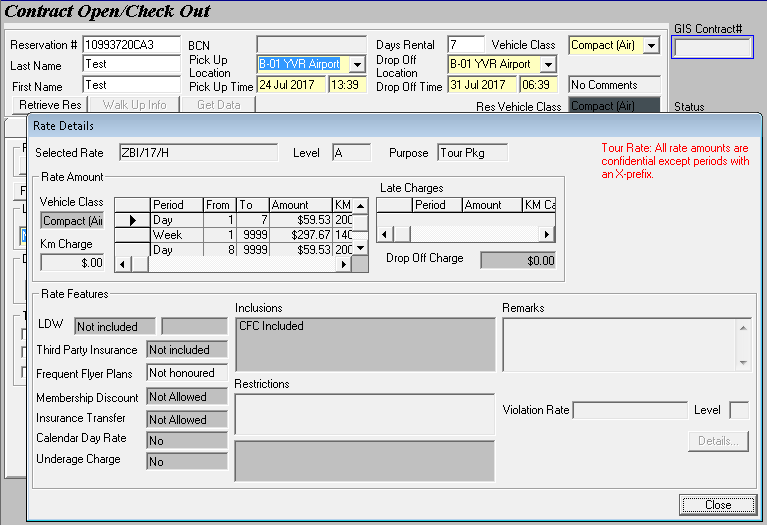 Contract Open/Check Out
GIS Contract#
Reservation # 10993720CA3 BCN Days Rental 7 Vehicle Class Compact (Air)
Last Name Test Pick Up Location B-01 YVR Airport Drop Off Location B-01 YVR Airport
First Name Test Pick Up Time 24 Jul 2017 13:39 Drop Off Time 31 Jul 2017 06:39 No Comments
Retrieve Res Walk Up Info Get Data Res Vehicle Class Compact (Air) Status
Rate Details
Selected Rate ZBI/17/H Level A Purpose Tour Pkg
Tour Rate: All rate amounts are
confidential except periods with
an X-prefix.
Rate Amount
Vehicle Class
Compact (Air
Km Charge
$.00
Period From To Amount KM
Day 1 7 $59.53 200
Week 1 9999 $297.67 140
Day 8 9999 $59.53 200
Late Charges
Period Amount KM Ca
Drop Off Charge $0.00
Rate Features
LDW Not included
Third Party Insurance Not included
Frequent Flyer Plans Not honoured
Membership Discount Not Allowed
Insurance Transfer Not Allowed
Calendar Day Rate No
Underage Charge No
Inclusions
CFC Included
Restrictions
Remarks
Violation Rate Level
Details...
Close